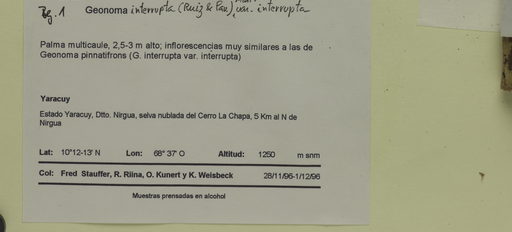 Geonoma interrupta (Ruiz & Pav.) var. interrupta
Palma multicaule, 2,5-3 m alto; inflorescencias muy similares a las de
Geonoma pinnatifrons (G. interrupta var. interrupta)
Yaracuy
Estado Yaracuy, Dtto. Nirgua, selva nublada del Cerro La Chapa, 5 Km al N de
Nirgua
Lat: 10°12-13' N Lon: 68° 37' O Altitud: 1250 m snm
Col: Fred Stauffer, R. Riina, O. Kunert y K. Weisbeck 28/11/96-1/12/96
Muestras prensadas en alcohol